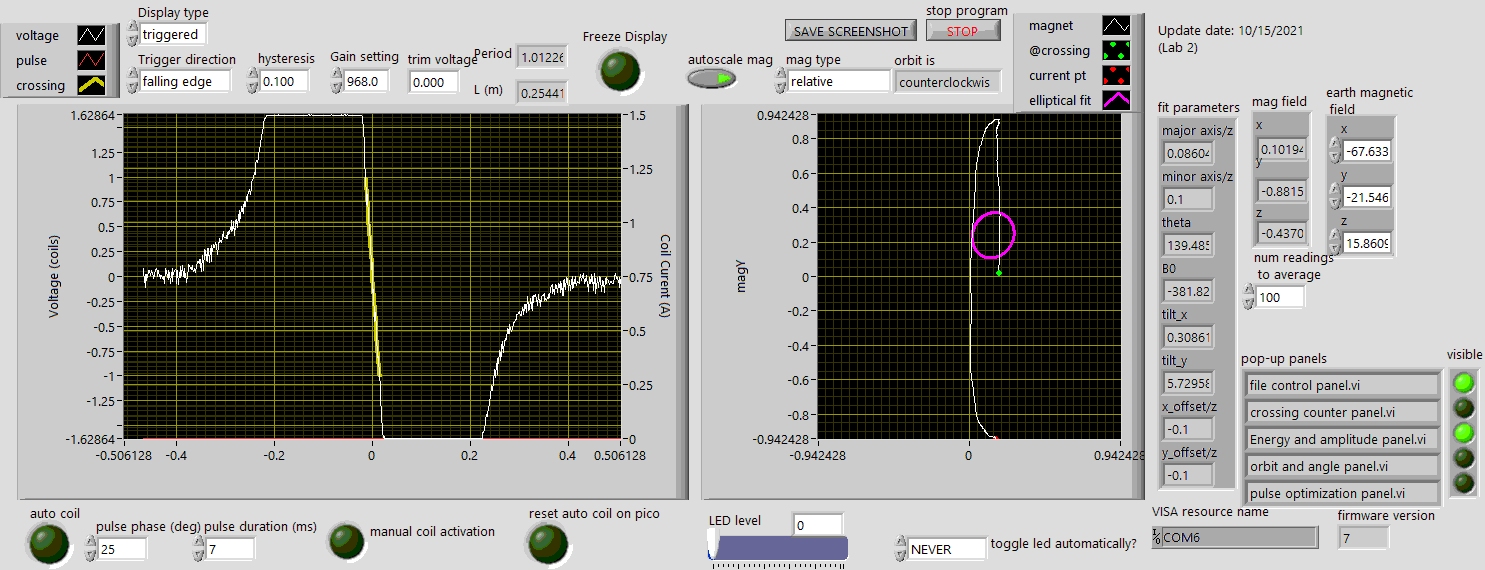 voltage
pulse
crossing
Display type
triggered
Trigger direction
falling edge
hysteresis
0.100
Gain setting
968.0
trim voltage
0.000
Period
1.01226
L (m)
0.25441
Freeze Display
SAVE SCREENSHOT
stop program
STOP
autoscale mag
mag type
relative
orbit is
counterclockwis
magnet
@crossing
current pt
elliptical fit
Update date: 10/15/2021
(Lab 2)
1.62864
1.25
1
0.75
0.5
0.25
0
-0.25
-0.5
-0.75
-1
-1.25
-1.62864
Voltage (coils)
-0.506128
-0.4
-0.2
0
0.2
0.4
0.506128
1.5
1.25
1
0.75
0.5
0.25
0
Coil Curent (A)
0.942428
0.8
0.6
0.4
0.2
0
-0.2
-0.4
-0.6
-0.8
-0.942428
magY
-0.942428
0
0.942428
fit parameters
major axis/z
0.08604
minor axis/z
0.1
theta
139.485
B0
-381.82
tilt_x
0.30861
tilt_y
5.72958
x_offset/z
-0.1
y_offset/z
-0.1
mag field
x
0.10194
y
-0.8815
z
-0.4370
earth magnetic
field
x
-67.633
y
-21.546
z
15.8609
num readings
to average
100
pop-up panels
visible
file control panel.vi
crossing counter panel.vi
Energy and amplitude panel.vi
orbit and angle panel.vi
pulse optimization panel.vi
VISA resource name
COM6
firmware version
7
auto coil
pulse phase (deg)
25
pulse duration (ms)
7
manual coil activation
reset auto coil on pico
LED level
0
NEVER
toggle led automatically?